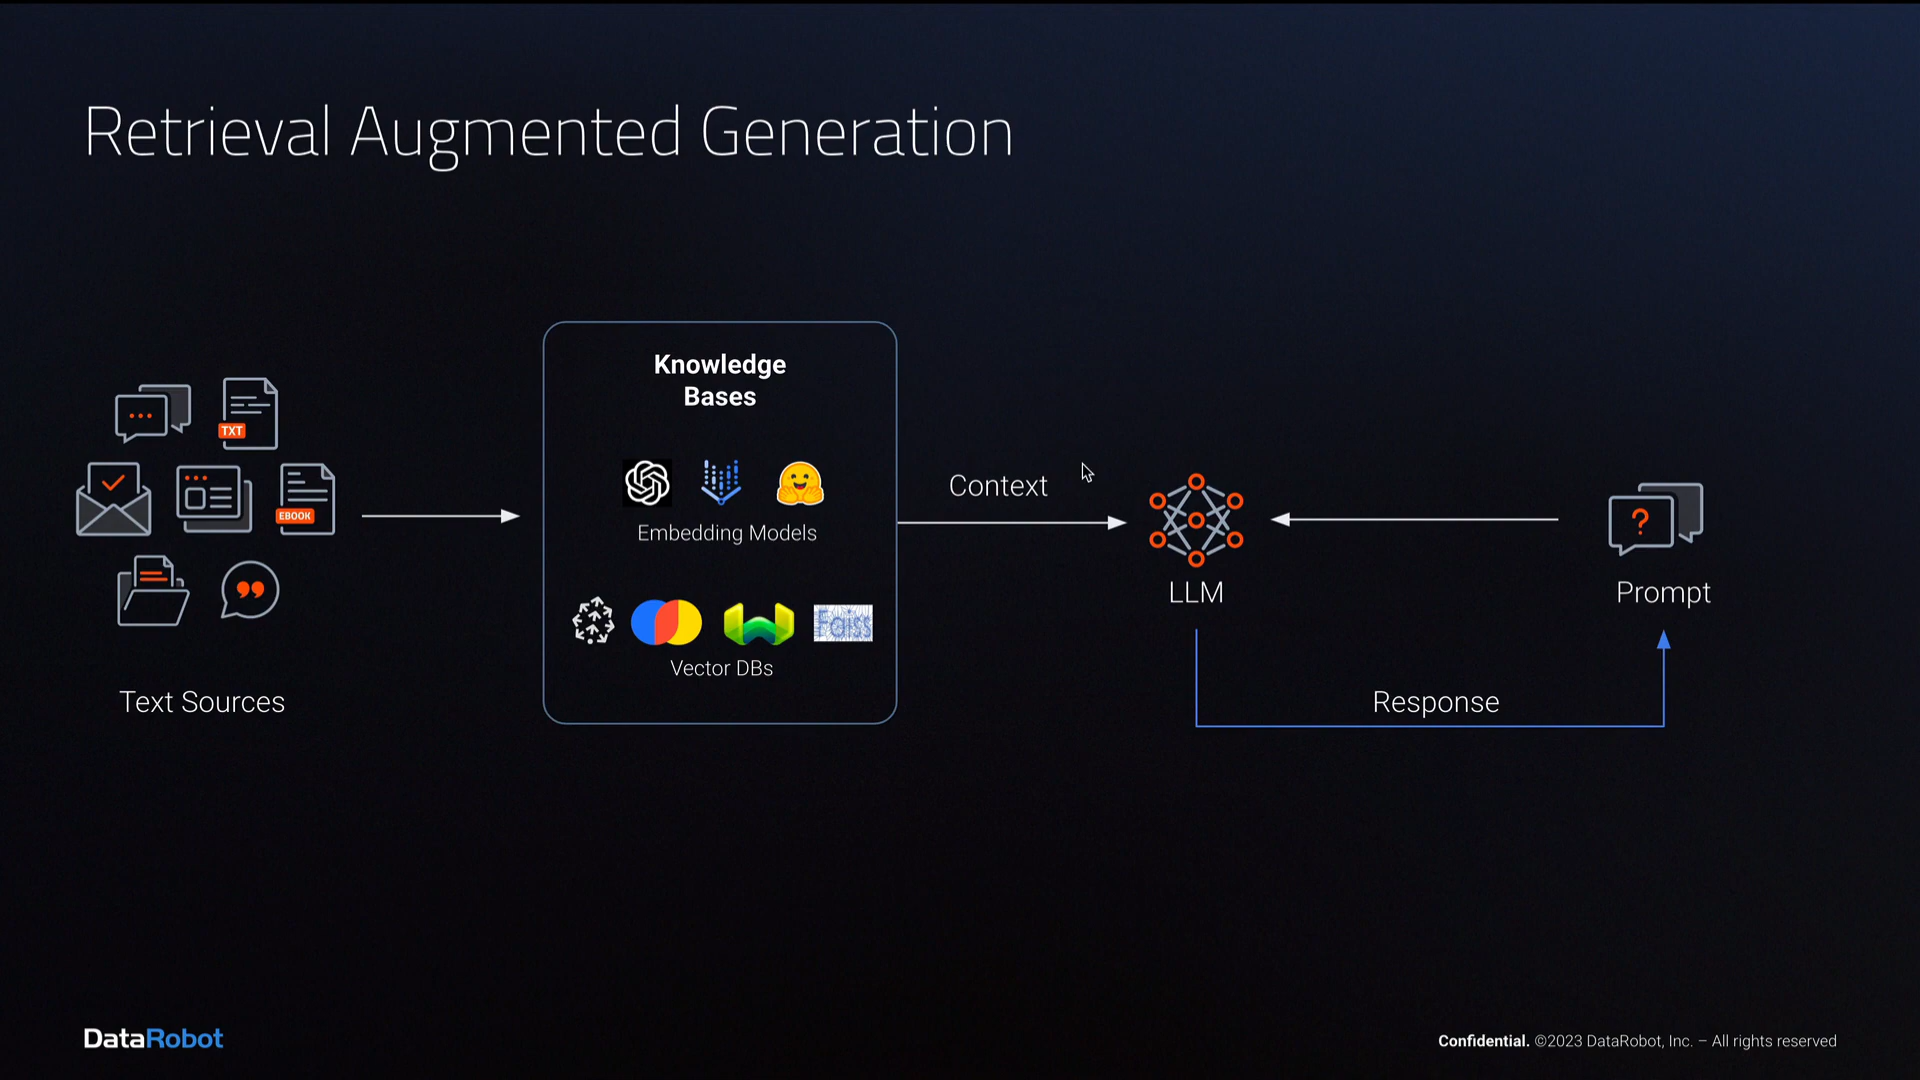 Retrieval Augmented Generation
Knowledge
Bases
TXT
EBOOK
Embedding Models
Context
LLM
Prompt
Faiss
Vector DBs
Text Sources
Response
DataRobot
Confidential. ©2023 DataRobot, Inc. – All rights reserved